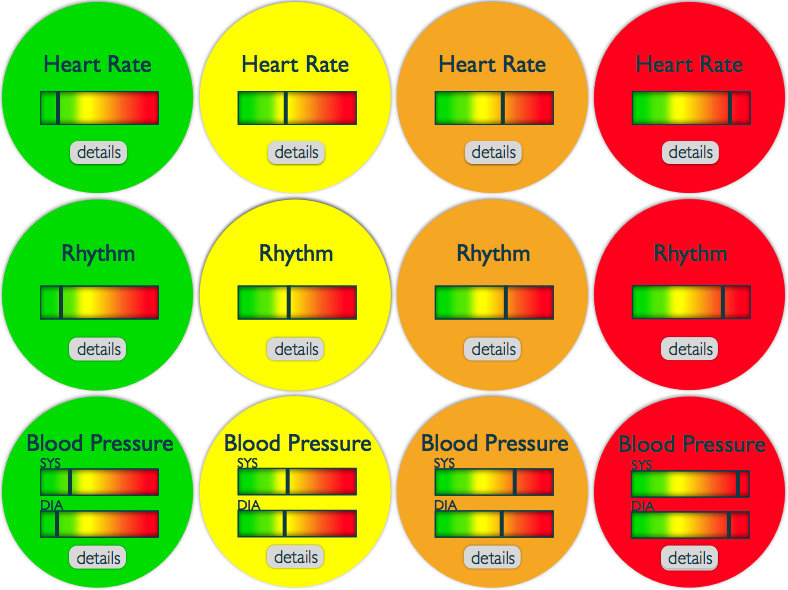 Heart Rate Heart Rate Heart Rate Heart Rate
details details details details
Rhythm Rhythm Rhythm Rhythm
details details details details
Blood Pressure Blood Pressure Blood Pressure Blood Pressure
SYS SYS SYS SYS
DIA DIA DIA DIA
details details details details